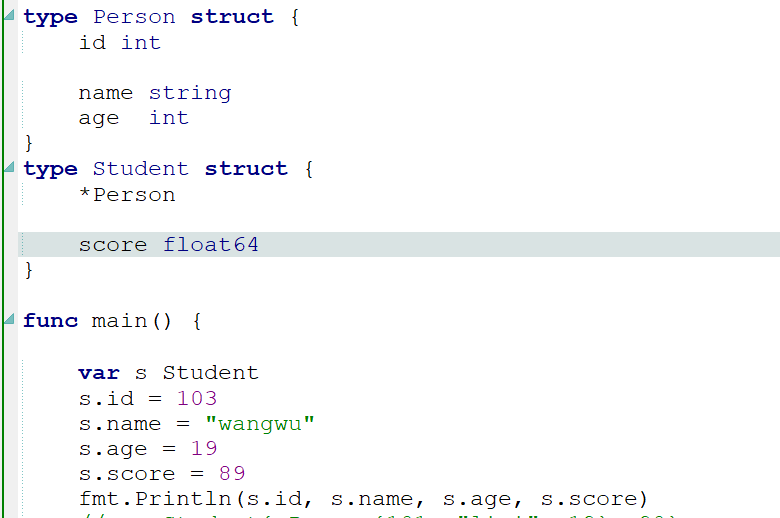 type Person struct {
    id int
    name string
    age  int
}
type Student struct {
    *Person
    score float64
}
func main() {
    var s Student
    s.id = 103
    s.name = "wangwu"
    s.age = 19
    s.score = 89
    fmt.Println(s.id, s.name, s.age, s.score)